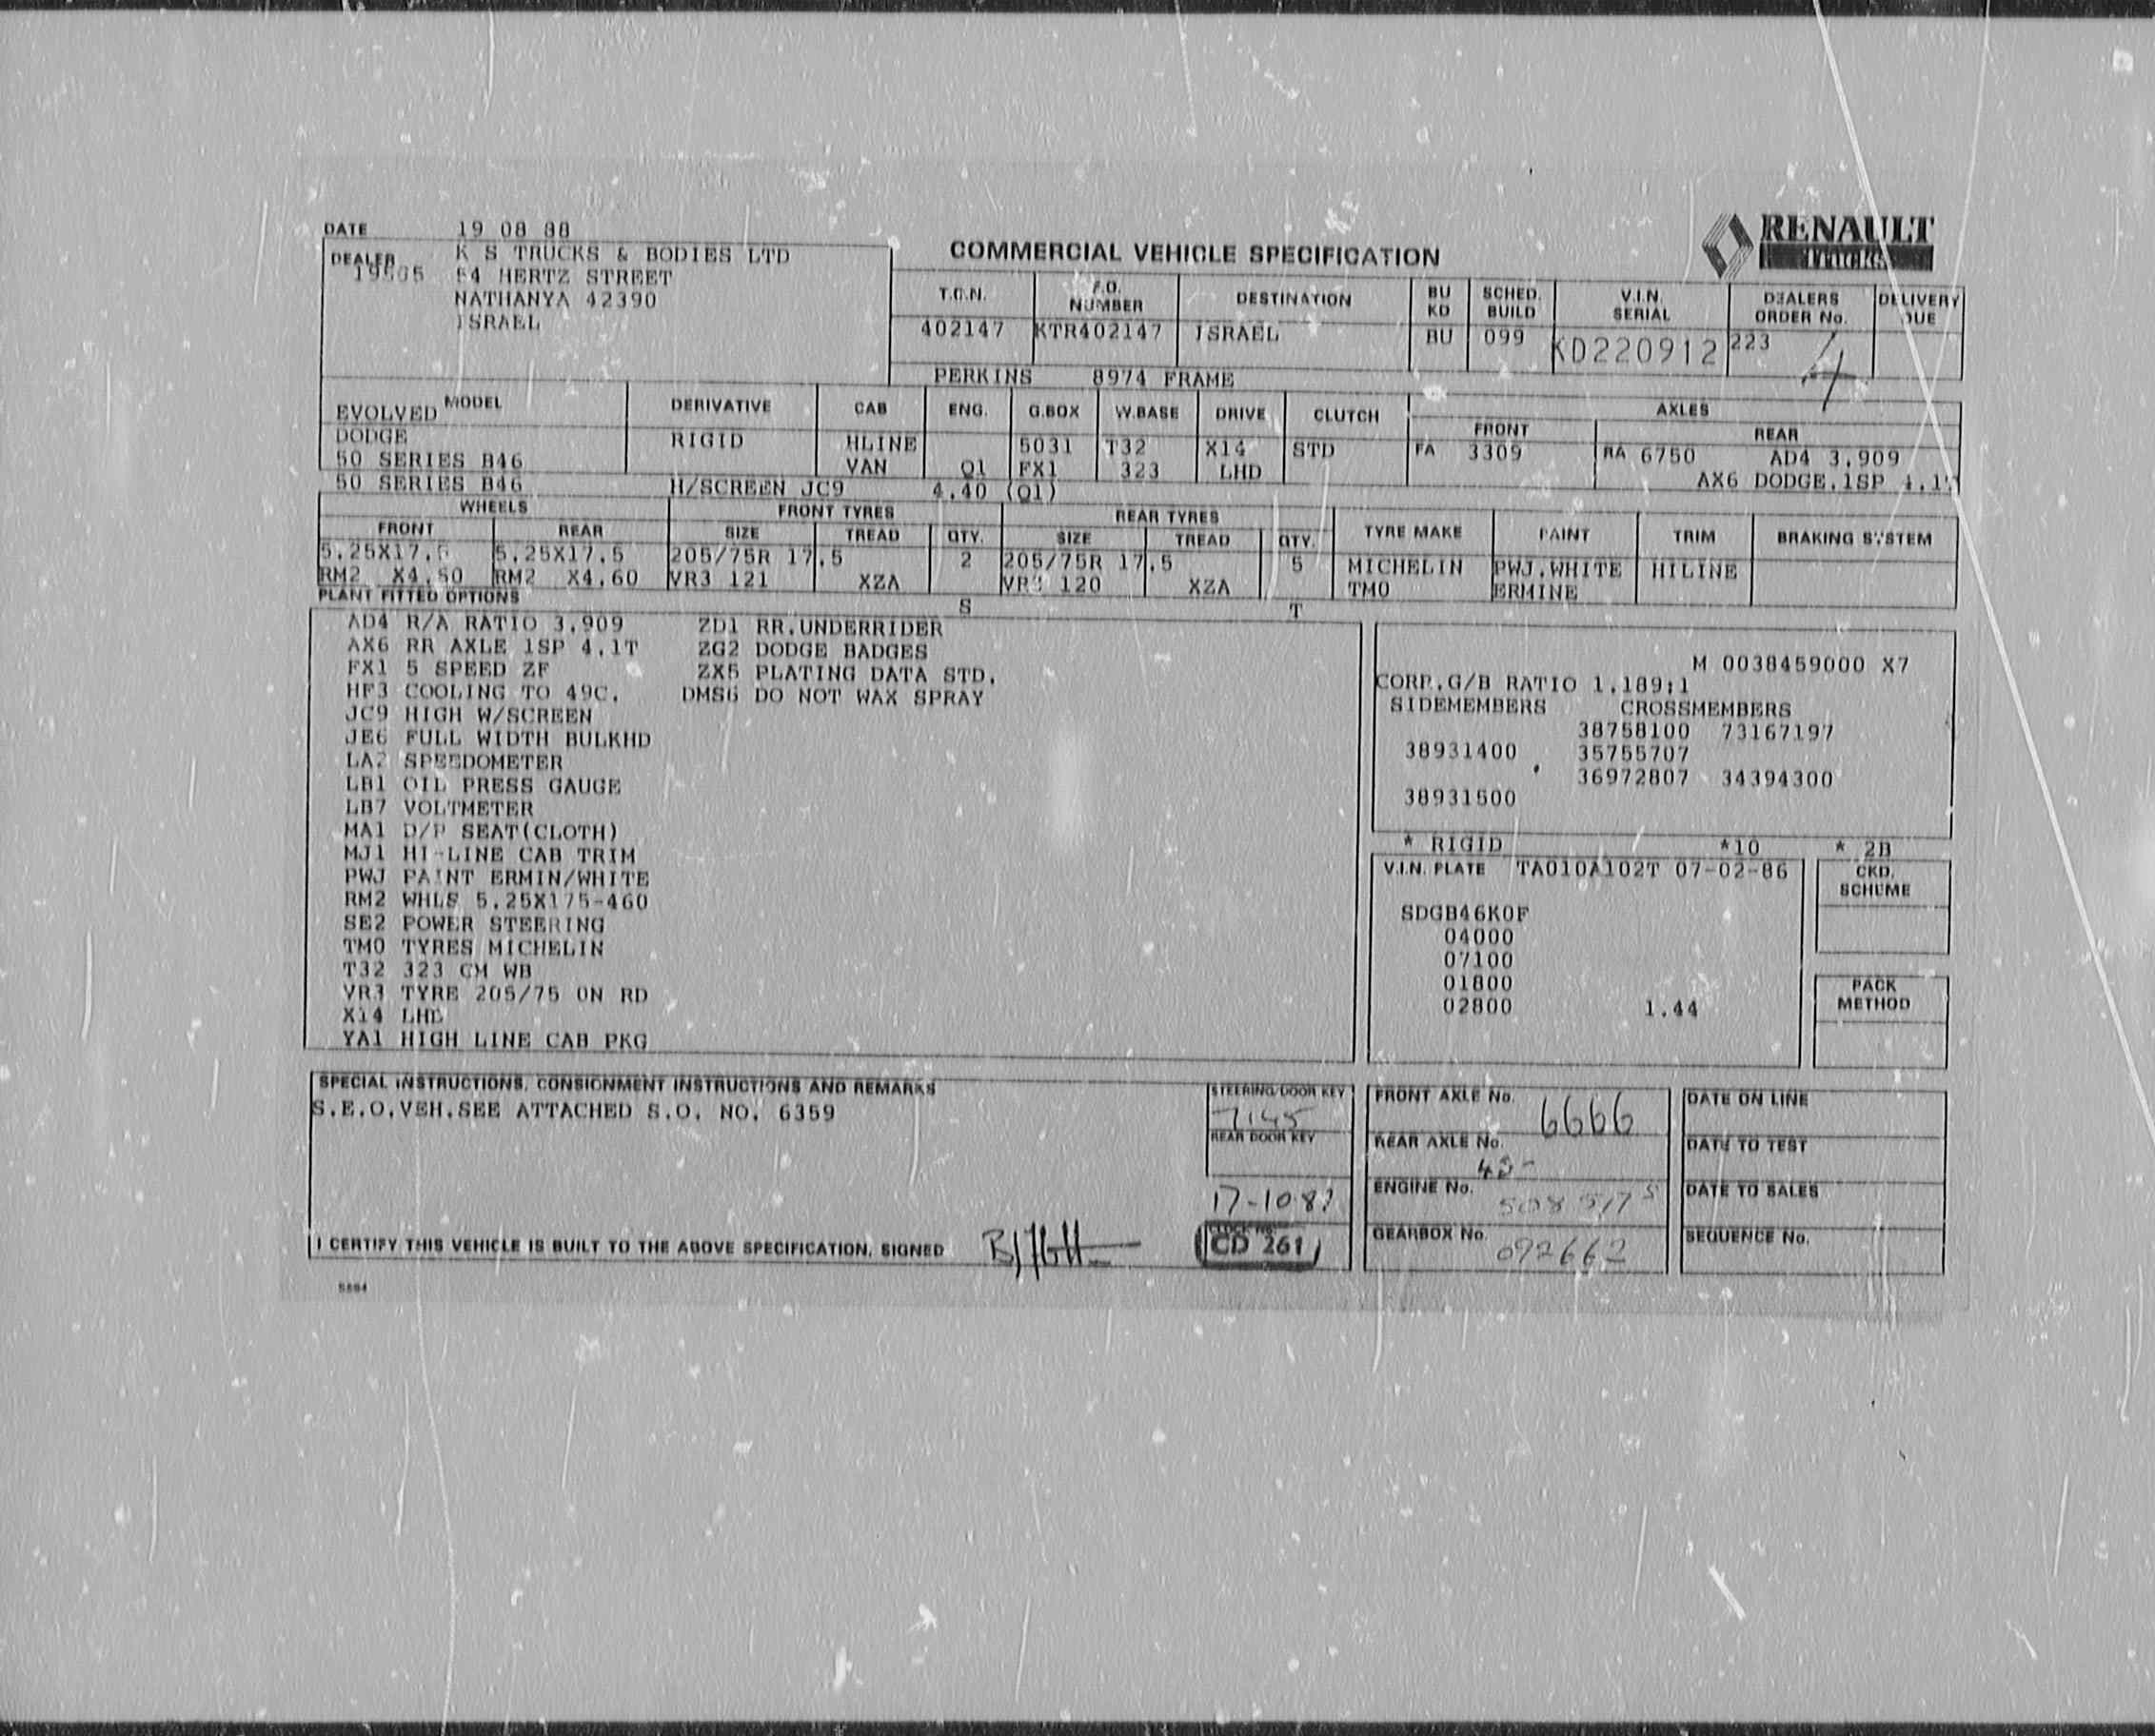 DATE 19 08 88
DEALER K S TRUCKS & BODIES LTD
54 HERTZ STREET
NATHANYA 42390
ISRAEL
COMMERCIAL VEHICLE SPECIFICATION
RENAULT
TRUCKS
T.O.N. F.O. NUMBER DESTINATION BU KD SCHED. BUILD V.I.N. SERIAL DEALERS ORDER No. DELIVERY DUE
402147 KTR402147 ISRAEL BU 099 KD220912 223 4
PERKINS 8974 FRAME
MODEL DERIVATIVE CAB ENG. G.BOX W.BASE DRIVE CLUTCH AXLES
FRONT REAR
EVOLVED
DODGE RIGID HLINE 5031 T32 X14 STD FA 3309 RA 6750 AD4 3.909
50 SERIES B46 VAN Q1 FX1 323 LHD
50 SERIES B46 H/SCREEN JC9 4.40 (Q1) AX6 DODGE.1SP 4.1T
WHEELS FRONT TYRES REAR TYRES
FRONT REAR SIZE TREAD QTY. SIZE TREAD QTY. TYRE MAKE PAINT TRIM BRAKING SYSTEM
5.25X17.5 5.25X17.5 205/75R 17.5 2 205/75R 17.5 5 MICHELIN PWJ.WHITE HILINE
RM2 X4.60 RM2 X4.60 VR3 121 XZA VR3 120 XZA TMO ERMINE
PLANT FITTED OPTIONS S T
AD4 R/A RATIO 3.909 ZD1 RR.UNDERRIDER
AX6 RR AXLE 1SP 4.1T ZG2 DODGE BADGES
FX1 5 SPEED ZF ZX5 PLATING DATA STD.
HF3 COOLING TO 49C. DMSG DO NOT WAX SPRAY
JC9 HIGH W/SCREEN
JE6 FULL WIDTH BULKHD
LA2 SPEEDOMETER
LB1 OIL PRESS GAUGE
LB7 VOLTMETER
MA1 D/P SEAT(CLOTH)
MJ1 HI-LINE CAB TRIM
PWJ PAINT ERMIN/WHITE
RM2 WHLS 5.25X175-460
SE2 POWER STEERING
TMO TYRES MICHELIN
T32 323 CM WB
VR3 TYRE 205/75 ON RD
X14 LHD
YA1 HIGH LINE CAB PKG
M 0038459000 X7
CORP.G/B RATIO 1.189:1
SIDEMEMBERS CROSSMEMBERS
38758100 73167197
38931400 35755707
36972807 34394300
38931500
* RIGID *10 * 2B
V.I.N. PLATE TA010A102T 07-02-86
SDGB46K0F
04000
07100
01800
02800 1.44
CKD. SCHEME
PACK METHOD
SPECIAL INSTRUCTIONS, CONSIGNMENT INSTRUCTIONS AND REMARKS
S.E.O.VEH.SEE ATTACHED S.O. NO. 6359
STEERING/DOOR KEY
7145
REAR DOOR KEY
CLOCK No.
CD 261
I CERTIFY THIS VEHICLE IS BUILT TO THE ABOVE SPECIFICATION, SIGNED
FRONT AXLE No. 6666
REAR AXLE No.
ENGINE No.
GEARBOX No. 092662
DATE ON LINE
DATE TO TEST
DATE TO SALES
SEQUENCE No.